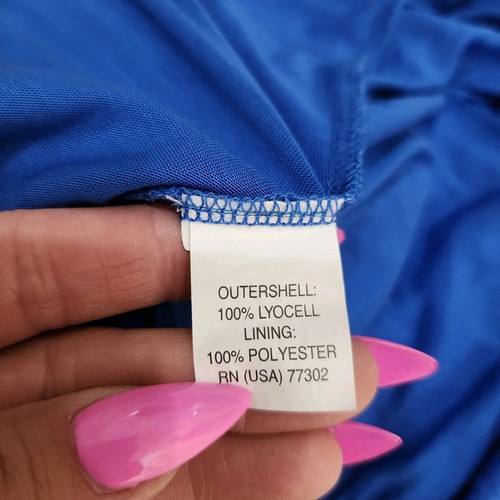 OUTERSHELL:
100% LYOCELL
LINING:
100% POLYESTER
RN (USA) 77302